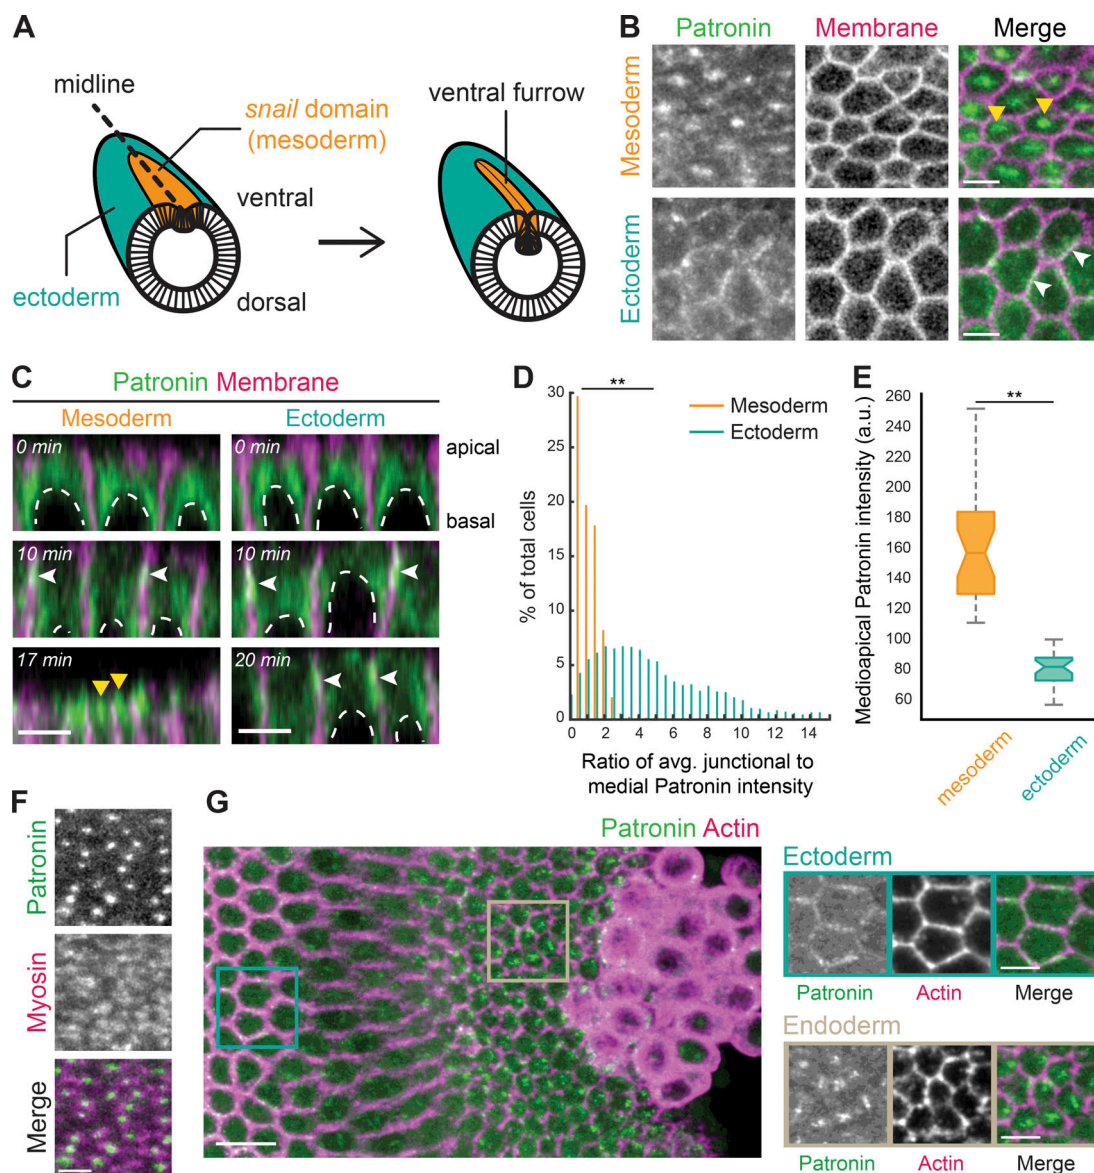 A
midline
snail domain
(mesoderm)
ventral
ectoderm
dorsal
ventral furrow
B
Patronin
Membrane
Merge
Mesoderm
Ectoderm
C
Patronin Membrane
Mesoderm
Ectoderm
0 min
0 min
apical
basal
10 min
10 min
17 min
20 min
D
30
25
20
15
10
5
0
0 2 4 6 8 10 12 14
**
Mesoderm
Ectoderm
% of total cells
Ratio of avg. junctional to
medial Patronin intensity
E
Medioapical Patronin intensity (a.u.)
260
240
220
200
180
160
140
120
100
80
60
**
mesoderm
ectoderm
F
Patronin
Myosin
Merge
G
Patronin Actin
Ectoderm
Patronin
Actin
Merge
Endoderm
Patronin
Actin
Merge